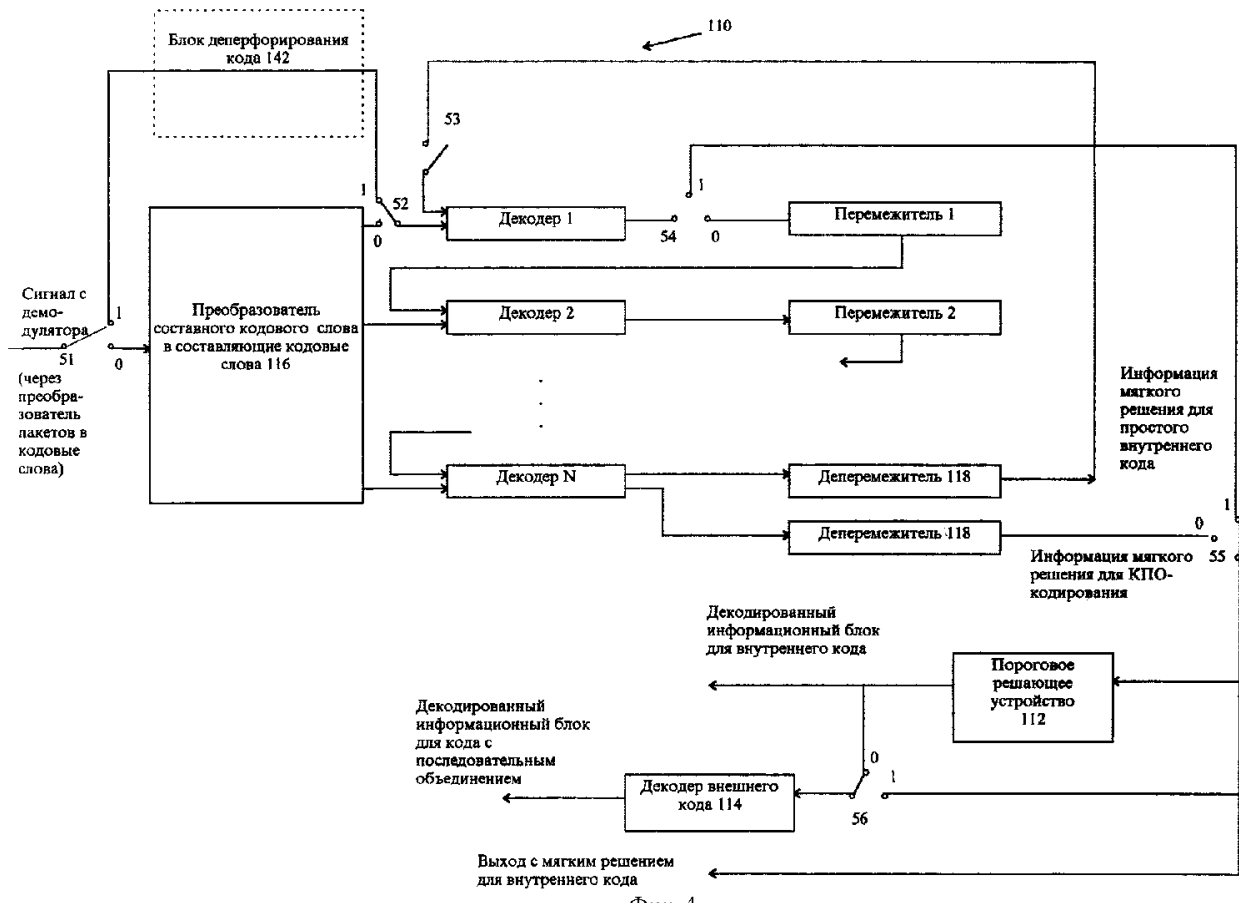 Блок деперфорирования
кода 142
110
53
1
52
0
Декодер 1
1
54
0
Перемежитель 1
Сигнал с
демо-
дулятора
1
51
0
(через
преобра-
зователь
пакетов в
кодовые
слова)
Преобразователь
составного кодового слова
в составляющие кодовые
слова 116
Декодер 2
Перемежитель 2
Декодер N
Деперемежитель 118
Деперемежитель 118
Информация
мягкого
решения для
простого
внутреннего
кода
1
0
55
Информация мягкого
решения для КПО-
кодирования
Декодированный
информационный блок
для внутреннего кода
Пороговое
решающее
устройство
112
Декодированный
информационный блок
для кода с
последовательным
объединением
0
1
56
Декодер внешнего
кода 114
Выход с мягким решением
для внутреннего кода